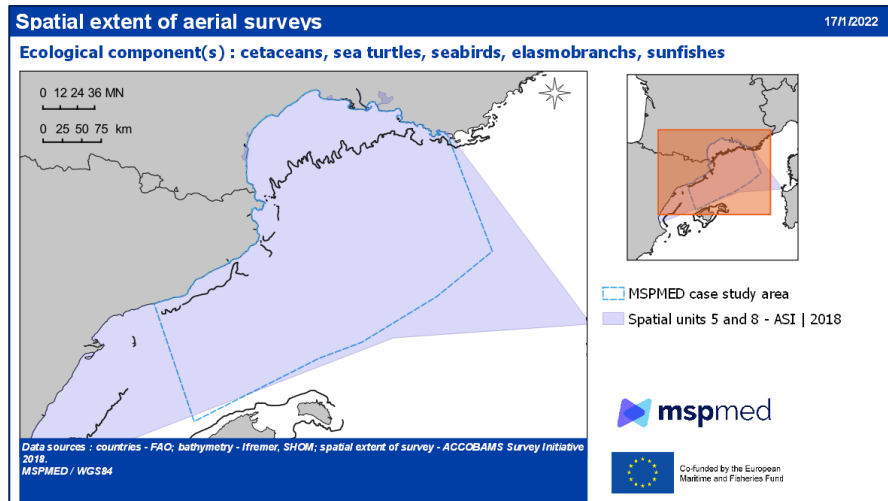 Spatial extent of aerial surveys
17/1/2022
Ecological component(s) : cetaceans, sea turtles, seabirds, elasmobranchs, sunfishes
0 12 24 36 MN
0 25 50 75 km
MSPMED case study area
Spatial units 5 and 8 - ASI | 2018
mspmed
Data sources : countries - FAO; bathymetry - Ifremer, SHOM; spatial extent of survey - ACCOBAMS Survey Initiative
2018.
MSPMED / WGS84
Co-funded by the European
Maritime and Fisheries Fund